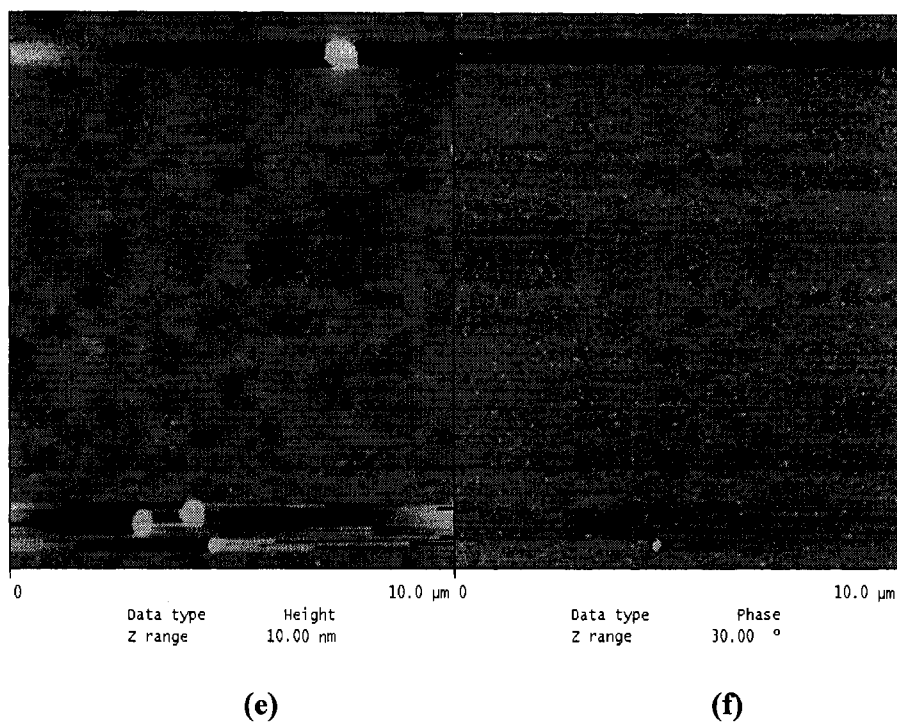 0 10.0 µm 0 10.0 µm
Data type Height Data type Phase
Z range 10.00 nm Z range 30.00 º
(e) (f)